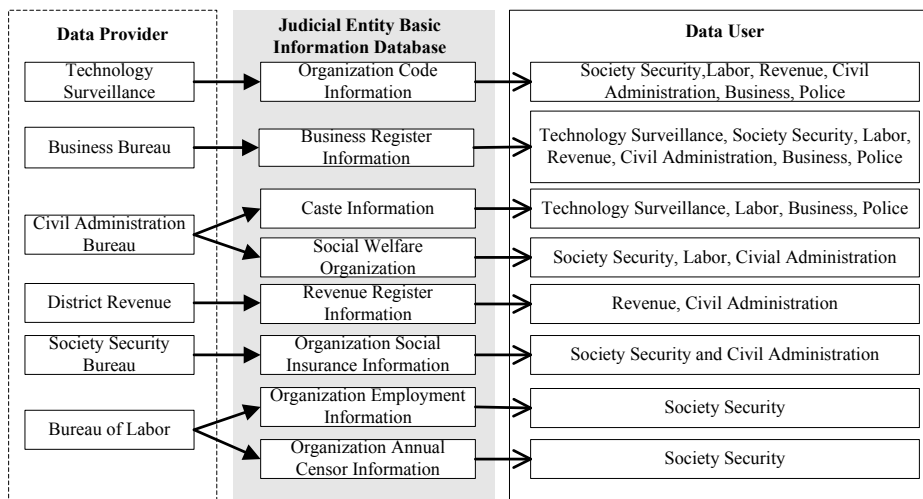 Data Provider
Judicial Entity Basic
Information Database
Data User
Technology
Surveillance
Organization Code
Information
Society Security,Labor, Revenue, Civil
Administration, Business, Police
Business Bureau
Business Register
Information
Technology Surveillance, Society Security, Labor,
Revenue, Civil Administration, Business, Police
Civil Administration
Bureau
Caste Information
Technology Surveillance, Labor, Business, Police
Social Welfare
Organization
Society Security, Labor, Civial Administration
District Revenue
Revenue Register
Information
Revenue, Civil Administration
Society Security
Bureau
Organization Social
Insurance Information
Society Security and Civil Administration
Bureau of Labor
Organization Employment
Information
Society Security
Organization Annual
Censor Information
Society Security